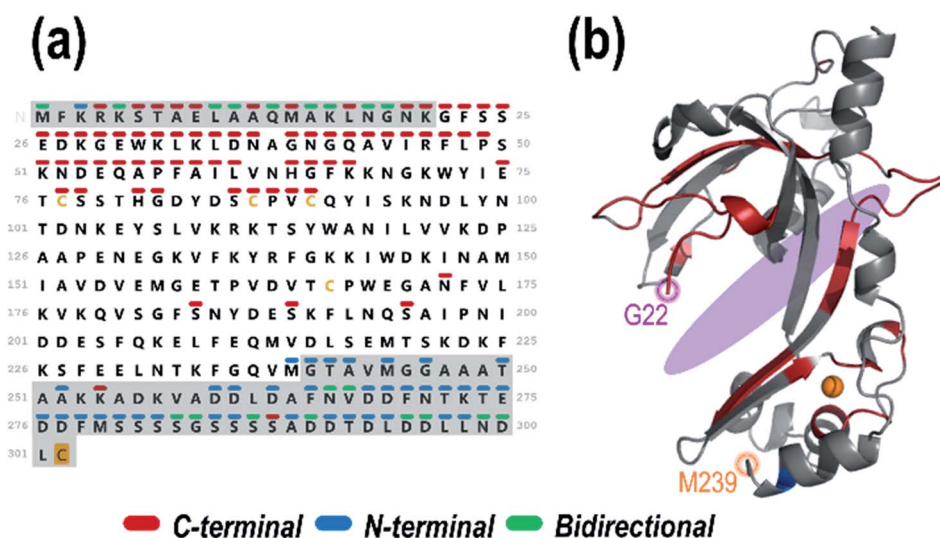 (a)
(b)
N M F K R K S T A E L A A Q M A K L N G N K G F S S 25
26 E D K G E W K L K L D N A G N G Q A V I R F L P S 50
51 K N D E Q A P F A I L V N H G F K K N G K W Y I E 75
76 T C S S T H G D Y D S C P V C Q Y I S K N D L Y N 100
101 T D N K E Y S L V K R K T S Y W A N I L V V K D P 125
126 A A P E N E G K V F K Y R F G K K I W D K I N A M 150
151 I A V D V E M G E T P V D V T C P W E G A N F V L 175
176 K V K Q V S G F S N Y D E S K F L N Q S A I P N I 200
201 D D E S F Q K E L F E Q M V D L S E M T S K D K F 225
226 K S F E E L N T K F G Q V M G T A V M G G A A A T 250
251 A A K K A D K V A D D L D A F N V D D F N T K T E 275
276 D D F M S S S S G S S S S A D D T D L D D L L N D 300
301 L C
G22
M239
C-terminal N-terminal Bidirectional